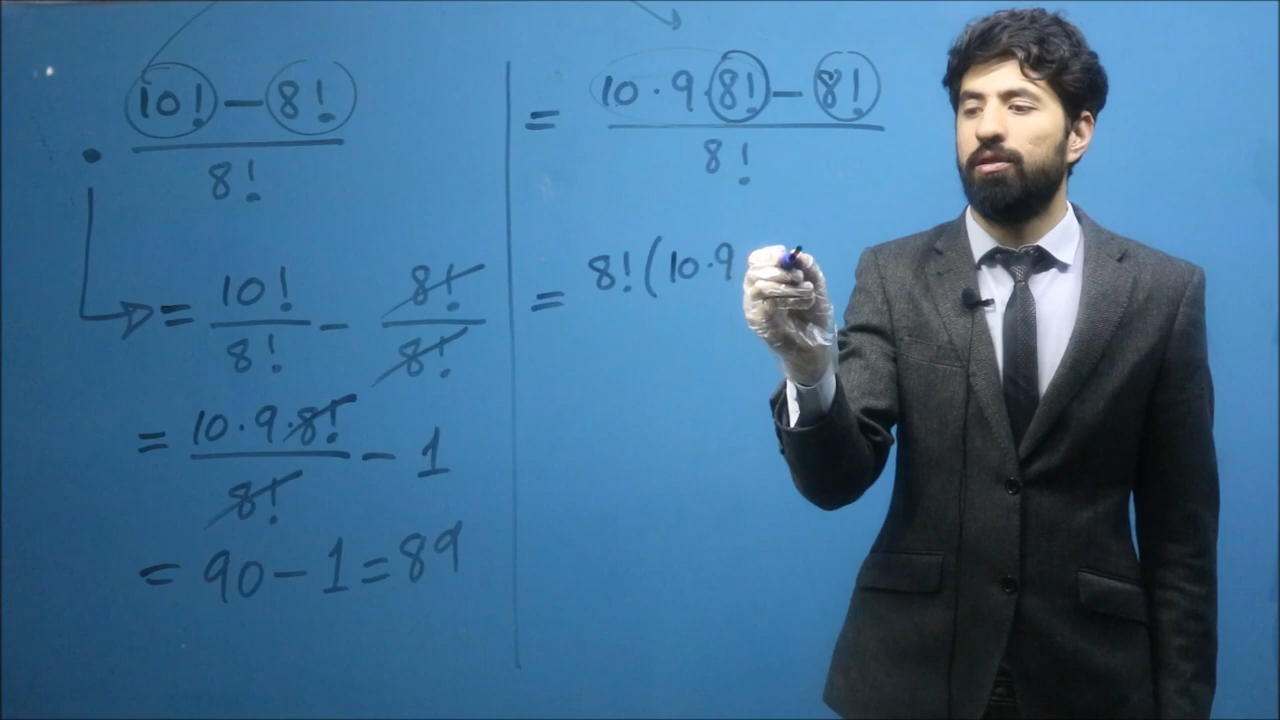 10! - 8!
8!
= 10!/8! - 8!/8!
= 10·9·8!/8! - 1
= 90 - 1 = 89
= 10·9·8! - 8!
8!
= 8!(10·9